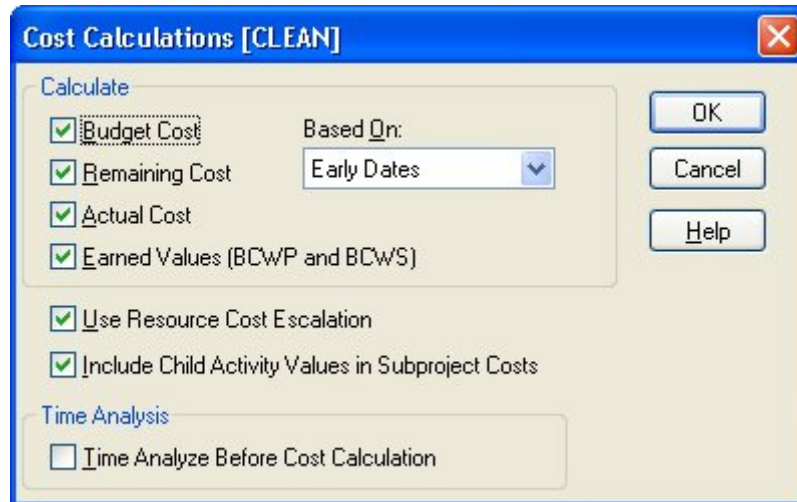 Cost Calculations [CLEAN]
Calculate
Budget Cost
Based On:
OK
Remaining Cost
Early Dates
Cancel
Actual Cost
Help
Earned Values (BCWP and BCWS)
Use Resource Cost Escalation
Include Child Activity Values in Subproject Costs
Time Analysis
Time Analyze Before Cost Calculation